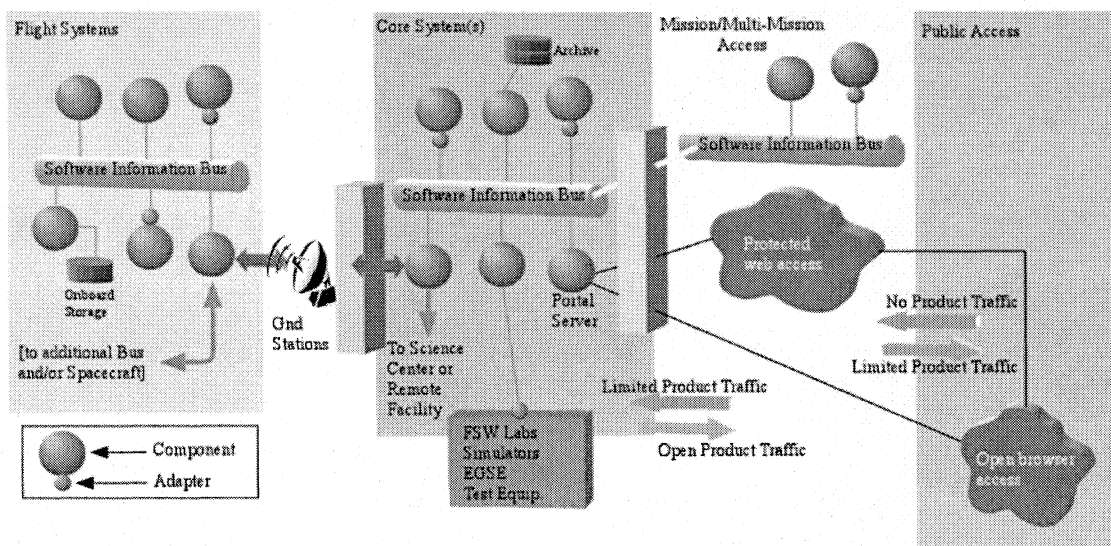 Flight Systems
Software Information Bus
Onboard
Storage
[to additional Bus
and/or Spacecraft]
Component
Adapter
Gnd
Stations
Core System(s)
Archive
Software Information Bus
Portal
Server
To Science
Center or
Remote
Facility
FSW Labs
Simulators
EGSE
Test Equip.
Limited Product Traffic
Open Product Traffic
Mission/Multi-Mission
Access
Software Information Bus
Protected
web access
Public Access
No Product Traffic
Limited Product Traffic
Open browser
access